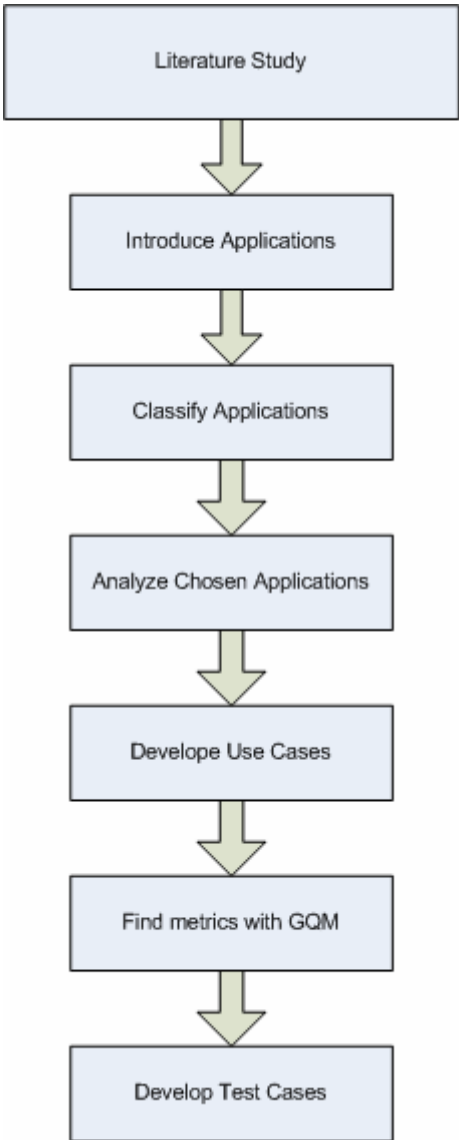 Literature Study
Introduce Applications
Classify Applications
Analyze Chosen Applications
Develope Use Cases
Find metrics with GQM
Develop Test Cases